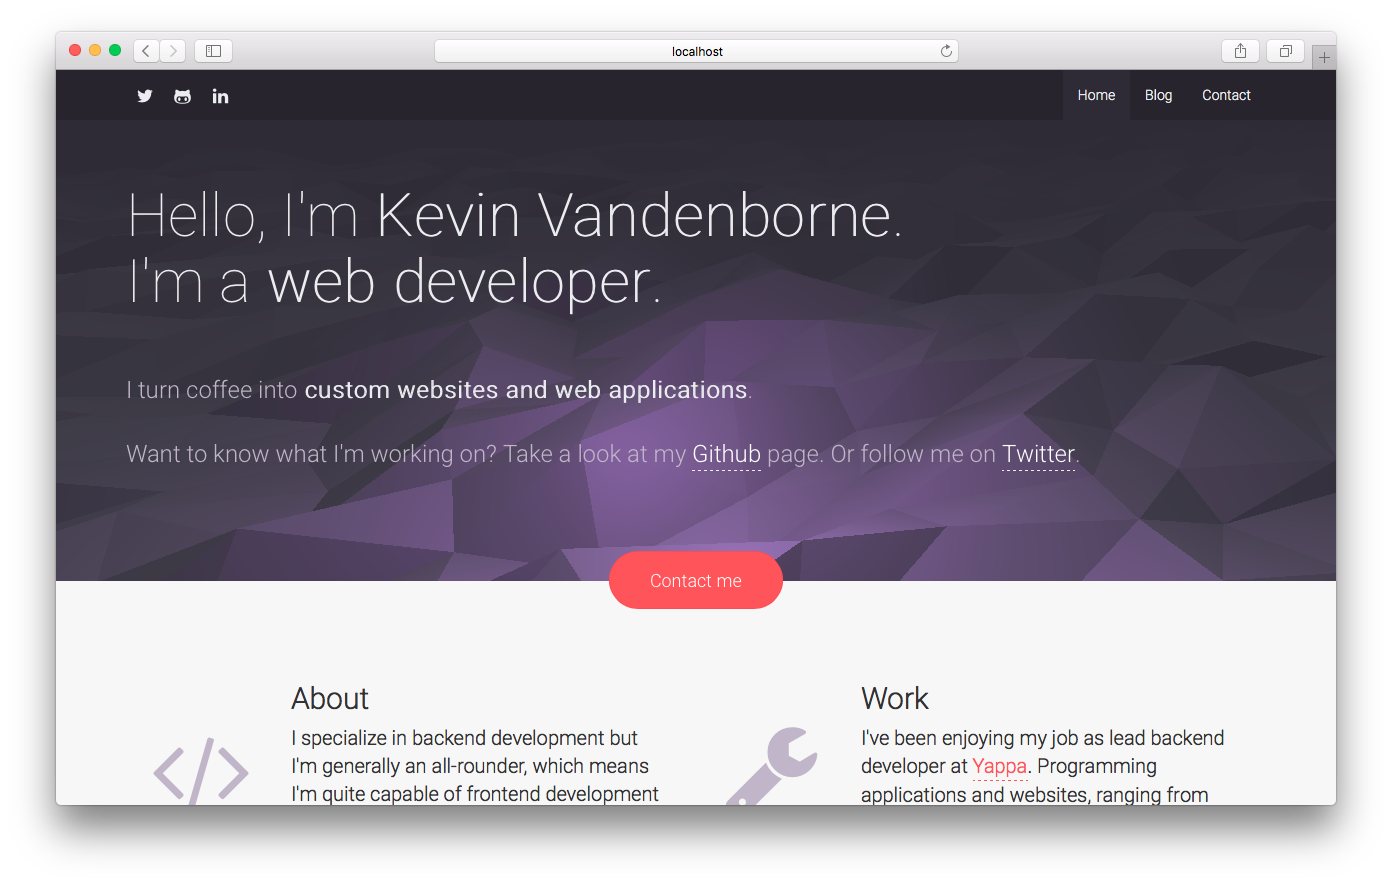 localhost
Home Blog Contact
Hello, I'm Kevin Vandenborne.
I'm a web developer.
I turn coffee into custom websites and web applications.
Want to know what I'm working on? Take a look at my Github page. Or follow me on Twitter.
Contact me
About
I specialize in backend development but
I'm generally an all-rounder, which means
I'm quite capable of frontend development
Work
I've been enjoying my job as lead backend
developer at Yappa. Programming
applications and websites, ranging from